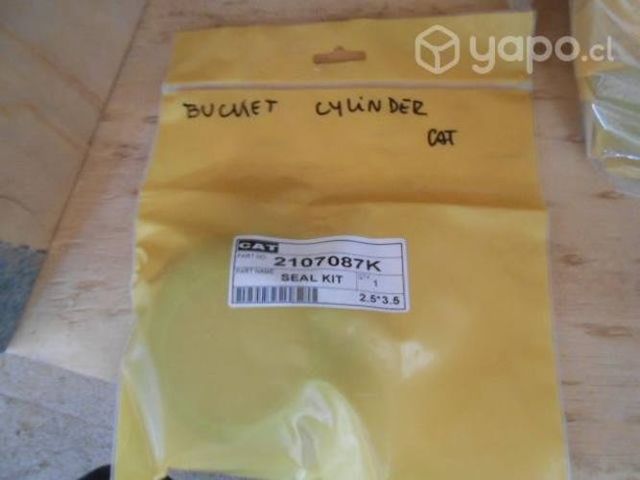 yapo.cl
BUCKET CYLINDER
CAT
CAT
PART NO. 2107087K
PART NAME SEAL KIT QTY 1
2.5*3.5